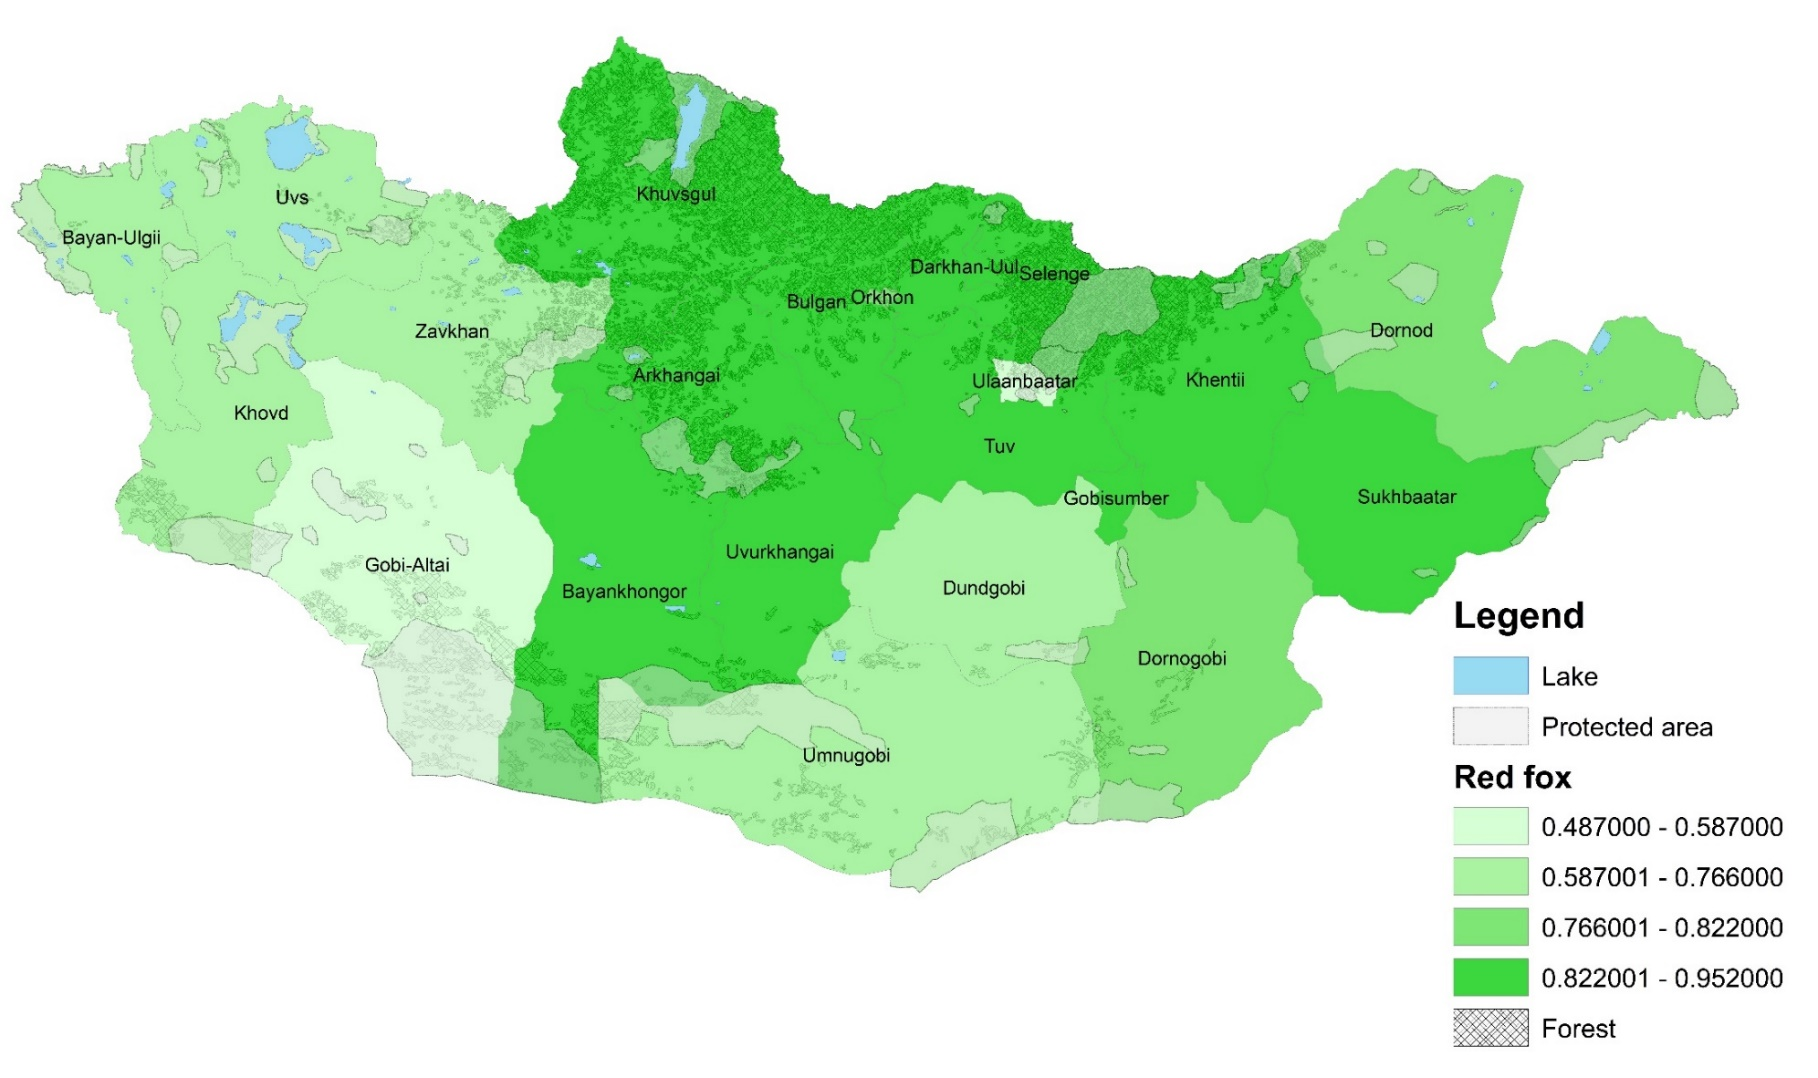 Khuvsgul
Uvs
Bayan-Ulgii
Darkhan-Uul
Selenge
Bulgan
Orkhon
Zavkhan
Dornod
Arkhangai
Ulaanbaatar
Khentii
Khovd
Tuv
Gobisumber
Sukhbaatar
Uvurkhangai
Gobi-Altai
Bayankhongor
Dundgobi
Dornogobi
Umnugobi
Legend
Lake
Protected area
Red fox
0.487000 - 0.587000
0.587001 - 0.766000
0.766001 - 0.822000
0.822001 - 0.952000
Forest